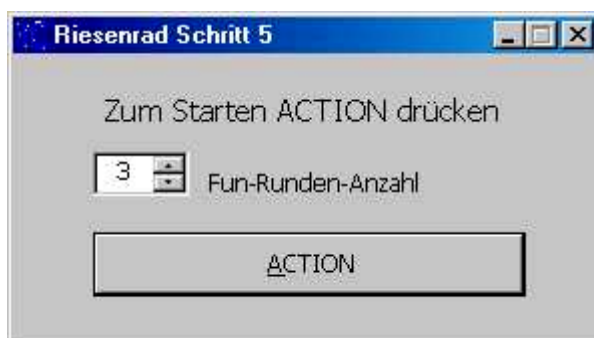 Riesenrad Schritt 5
Zum Starten ACTION drücken
3 Fun-Runden-Anzahl
ACTION